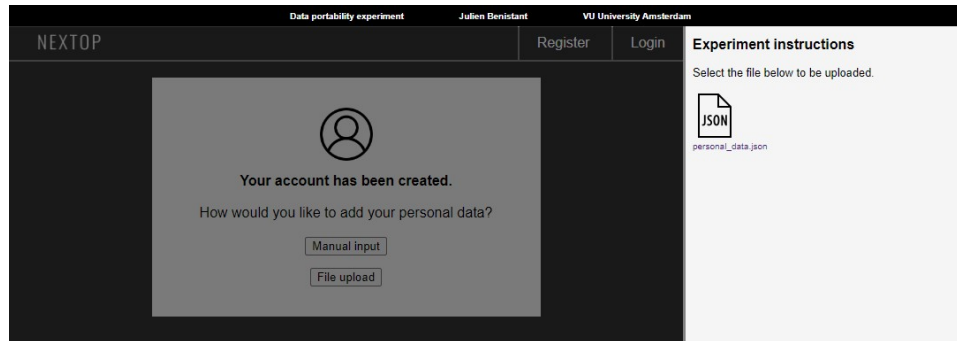 Data portability experiment Julien Benistant VU University Amsterdam
NEXTOP Register Login
Your account has been created.
How would you like to add your personal data?
Manual input
File upload
Experiment instructions
Select the file below to be uploaded.
JSON
personal_data.json